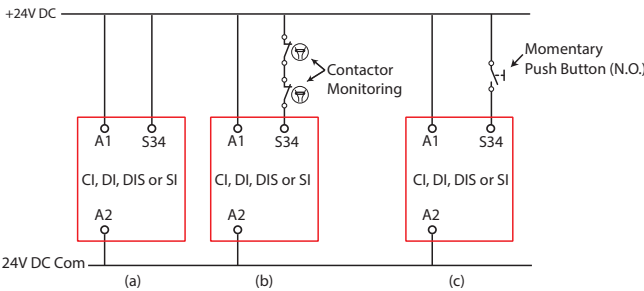 +24V DC
Momentary
Push Button (N.O.)
Contactor
Monitoring
A1 S34 A1 S34 A1 S34
CI, DI, DIS or SI CI, DI, DIS or SI CI, DI, DIS or SI
A2 A2 A2
24V DC Com
(a) (b) (c)